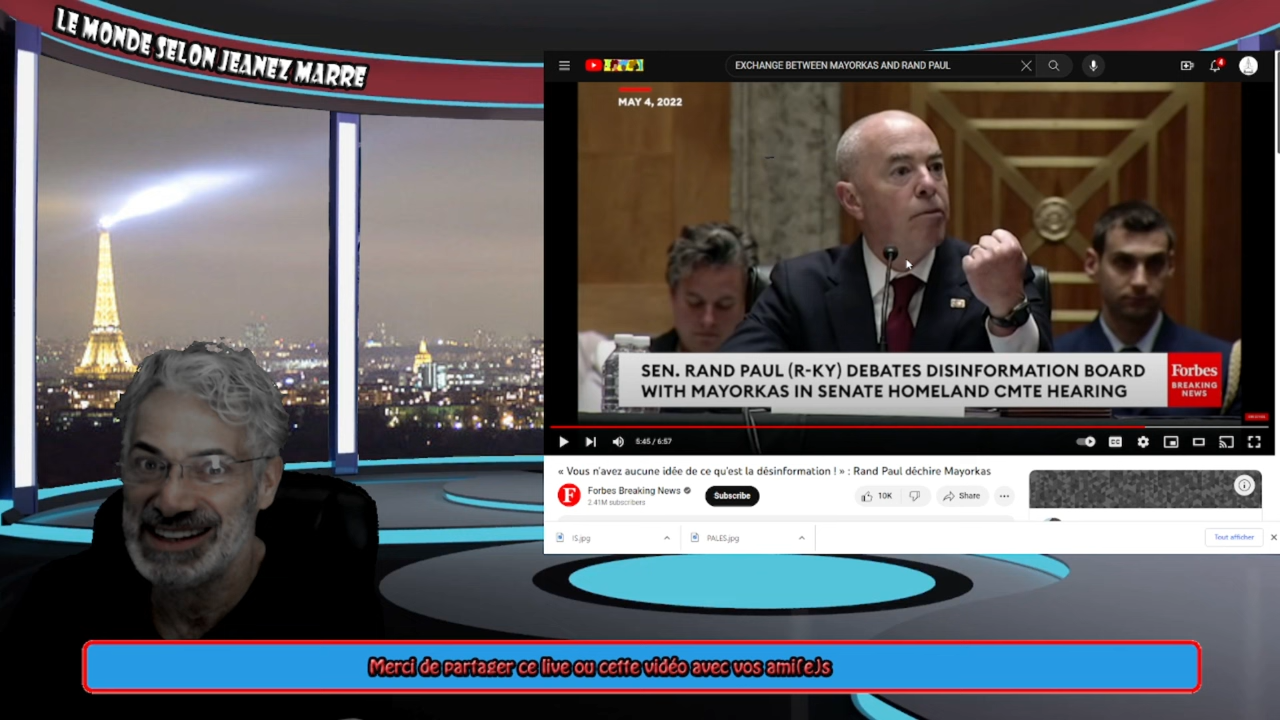 LE MONDE SELON JEANEZ MARRE
EXCHANGE BETWEEN MAYORKAS AND RAND PAUL
4
MAY 4, 2022
SEN. RAND PAUL (R-KY) DEBATES DISINFORMATION BOARD
WITH MAYORKAS IN SENATE HOMELAND CMTE HEARING
Forbes
BREAKING
NEWS
5:45 / 6:57
« Vous n'avez aucune idée de ce qu'est la désinformation ! » : Rand Paul déchire Mayorkas
F
Forbes Breaking News
2.41M subscribers
Subscribe
10K
Share
IS.jpg
PALES.jpg
Tout afficher
Merci de partager ce live ou cette vidéo avec vos ami(e)s